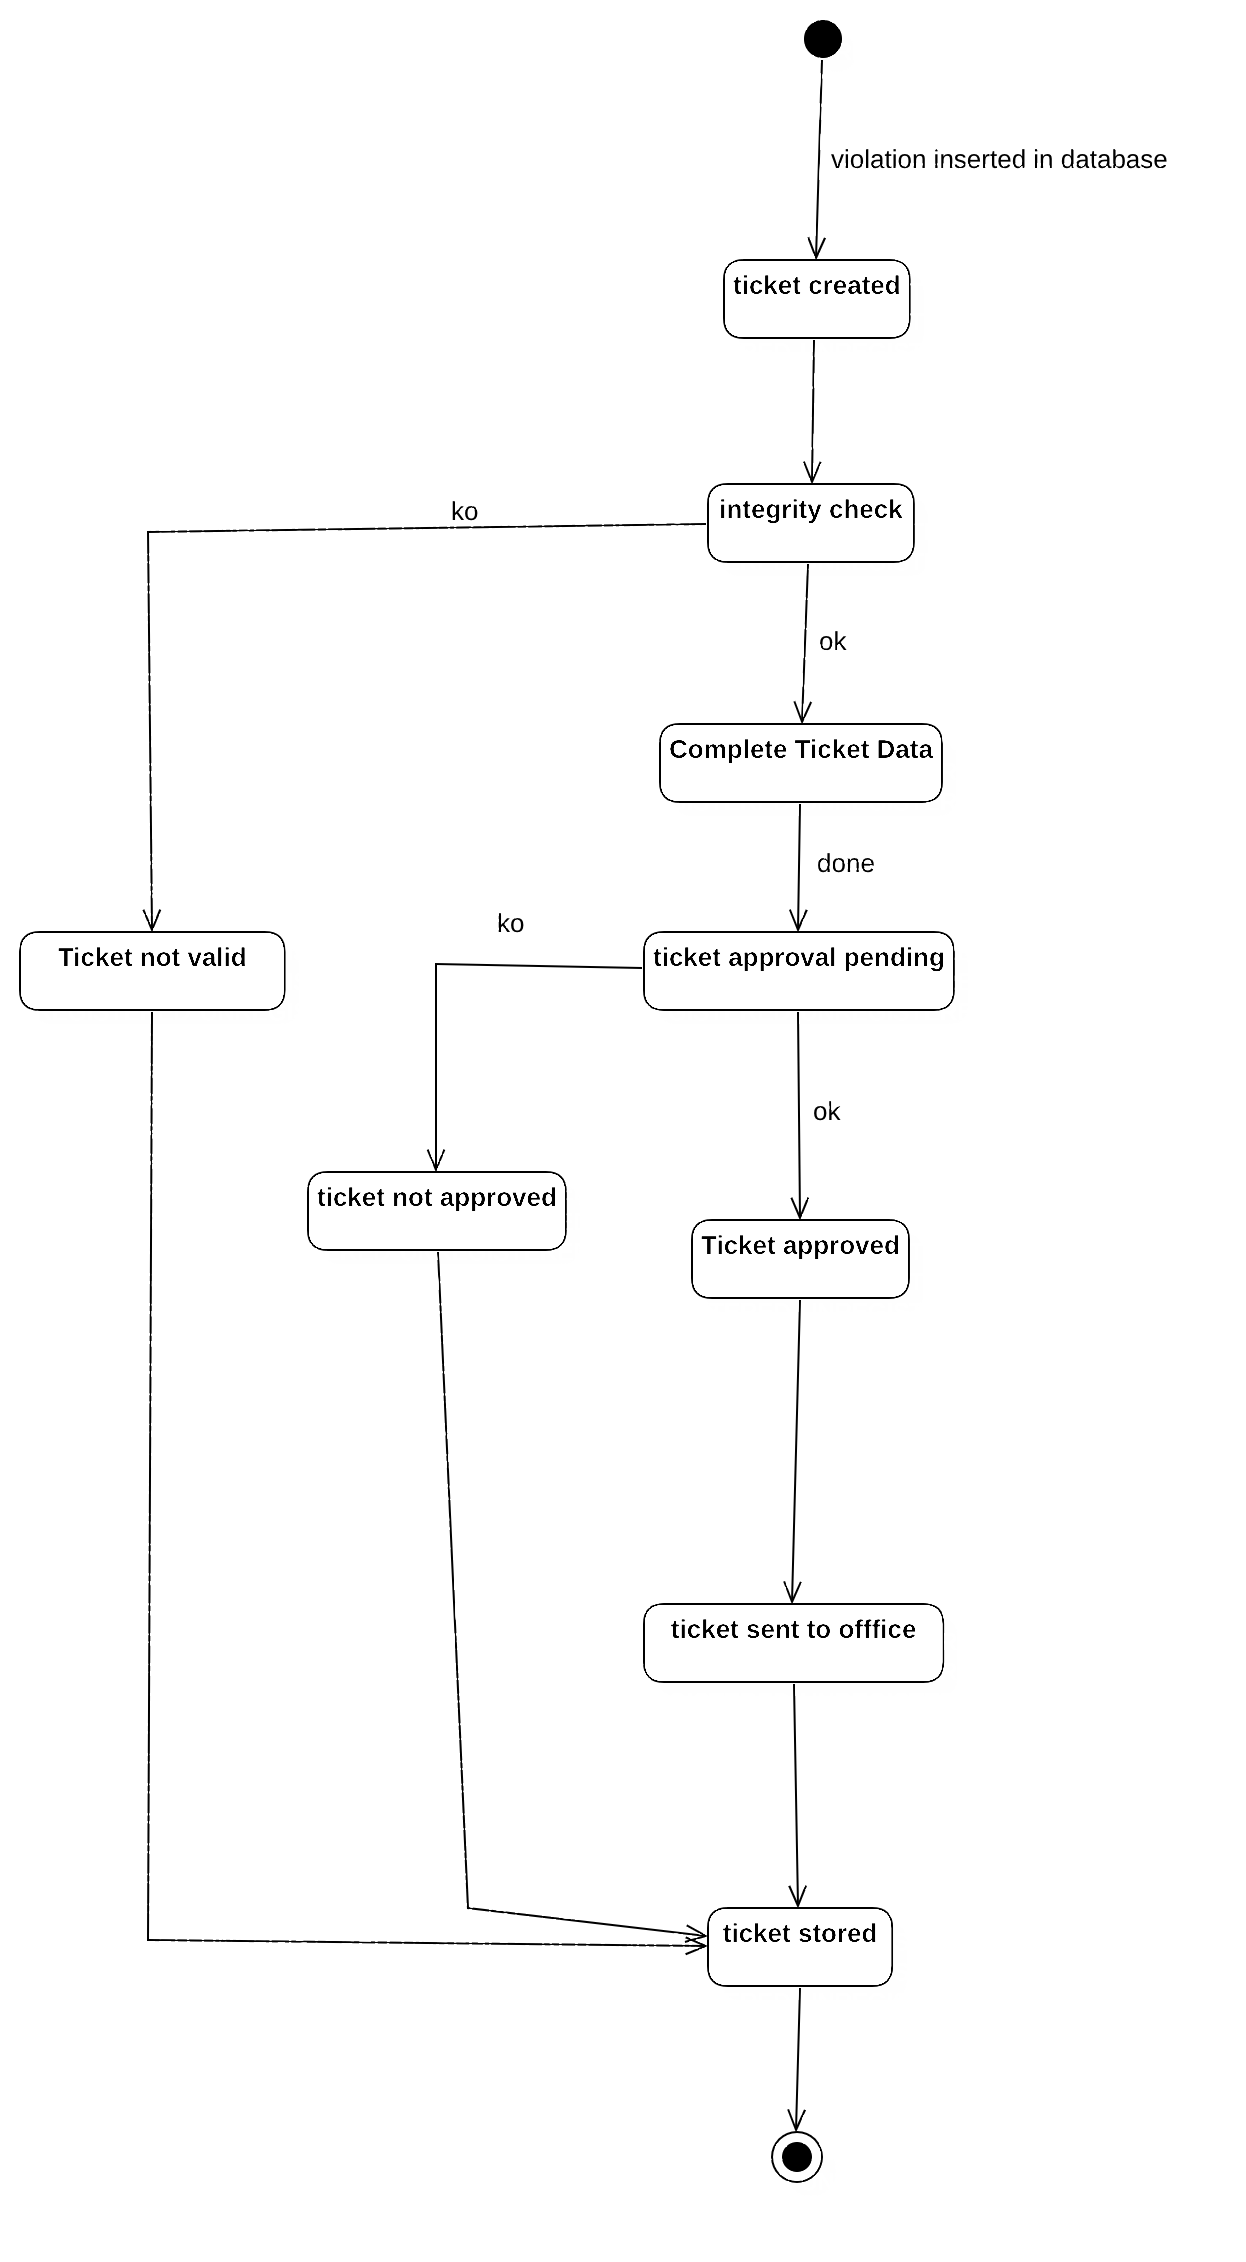 violation inserted in database
ticket created
ko
integrity check
ok
Complete Ticket Data
done
ko
Ticket not valid
ticket approval pending
ok
ticket not approved
Ticket approved
ticket sent to offfice
ticket stored